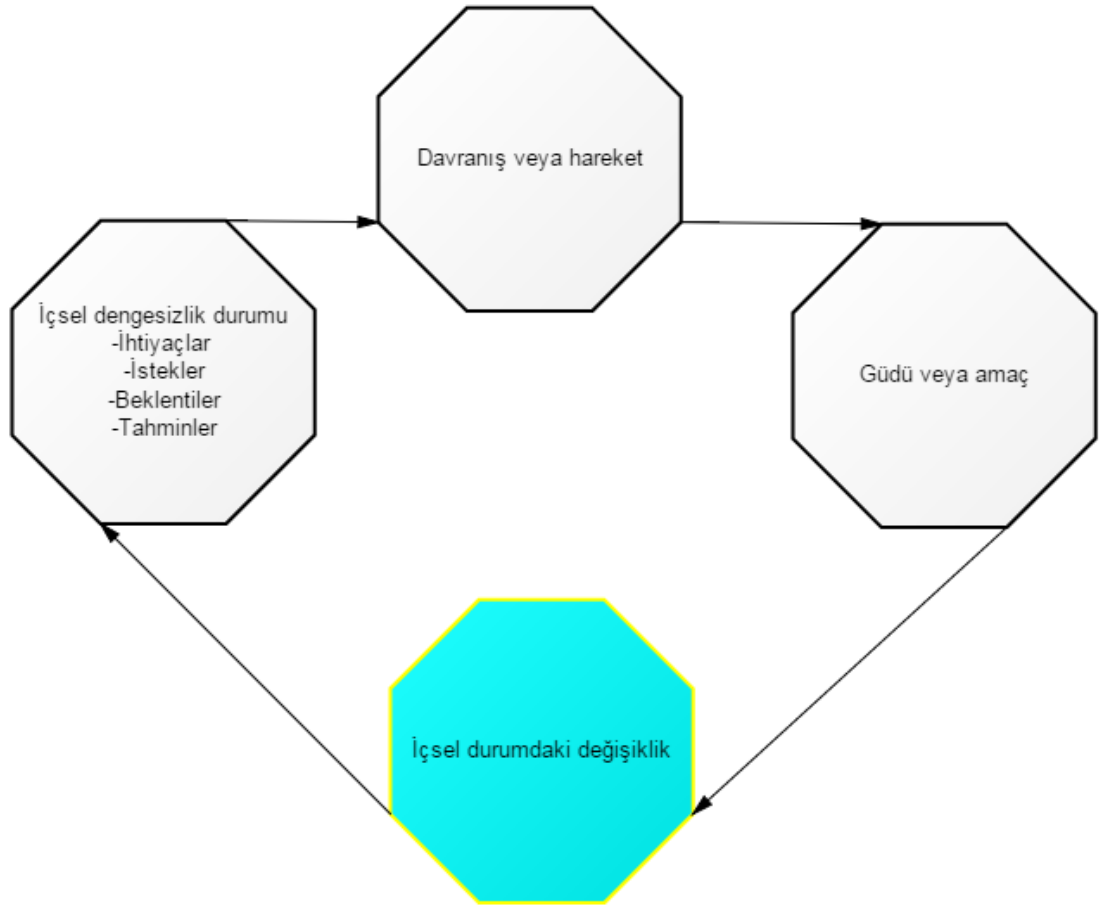 Davranış veya hareket
İçsel dengesizlik durumu
-İhtiyaçlar
-İstekler
-Beklentiler
-Tahminler
Güdü veya amaç
İçsel durumdaki değişiklik